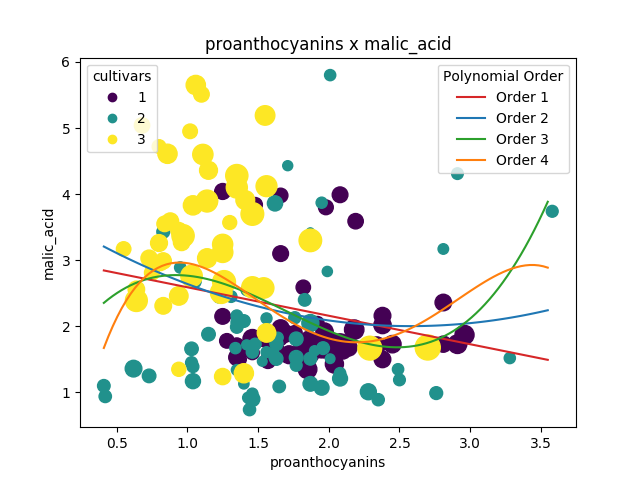 proanthocyanins x malic_acid
cultivars
1
2
3
Polynomial Order
Order 1
Order 2
Order 3
Order 4
malic_acid
6
5
4
3
2
1
0.5 1.0 1.5 2.0 2.5 3.0 3.5
proanthocyanins